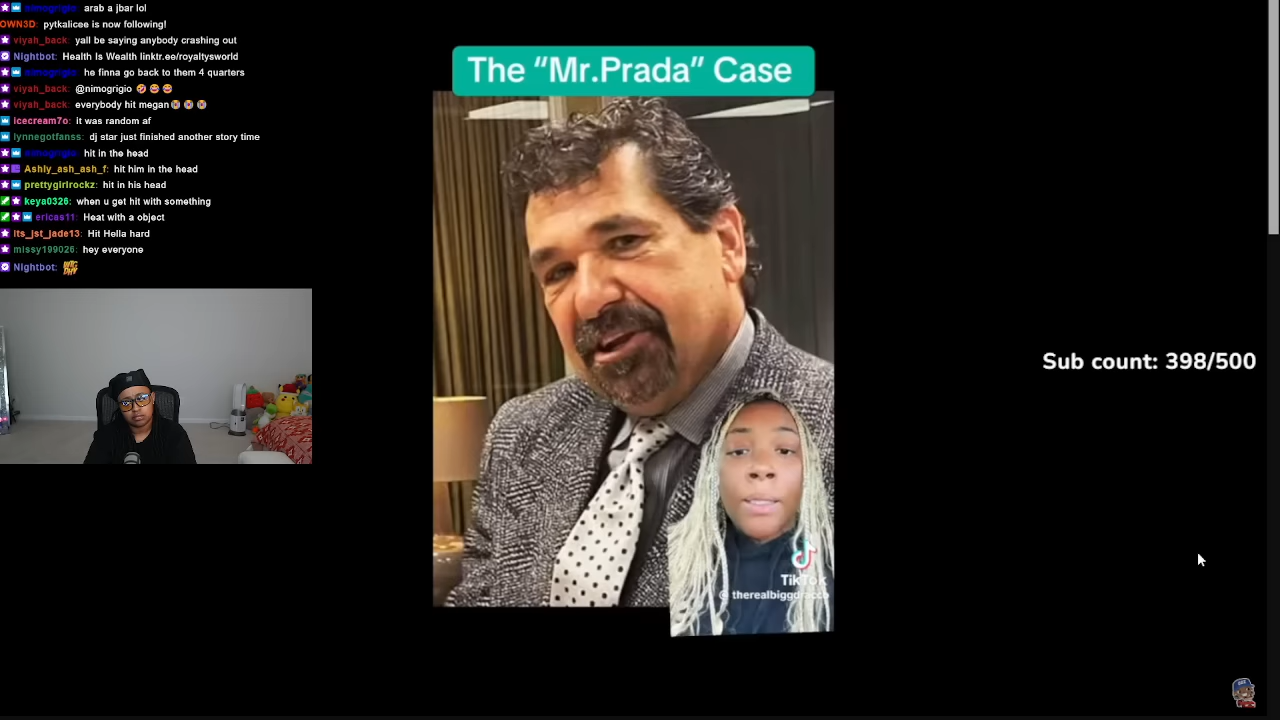 nimogrigio: arab a jbar lol
OWN3D: pytkalicee is now following!
viyah_back: yall be saying anybody crashing out
Nightbot: Health Is Wealth linktr.ee/royaltysworld
nimogrigio: he finna go back to them 4 quarters
viyah_back: @nimogrigio 🤣 😅 😅
viyah_back: everybody hit megan
icecream7o: it was random af
lynnegotfanss: dj star just finished another story time
nimogrigio: hit in the head
Ashly_ash_ash_f: hit him in the head
prettygirlrockz: hit in his head
keya0326: when u get hit with something
ericas11: Heat with a object
its_jst_jade13: Hit Hella hard
missy199026: hey everyone
Nightbot:
The “Mr.Prada” Case
Sub count: 398/500
TikTok